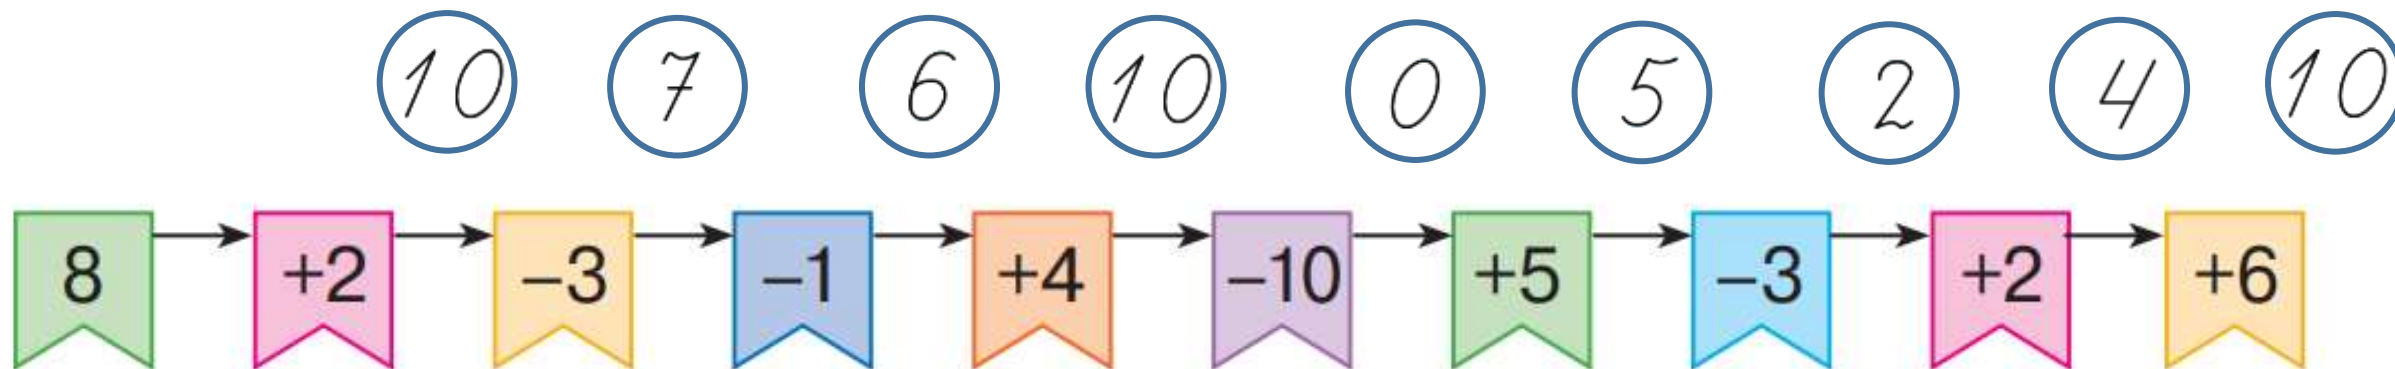 10 7 6 10 0 5 2 4 10
8 +2 –3 –1 +4 –10 +5 –3 +2 +6